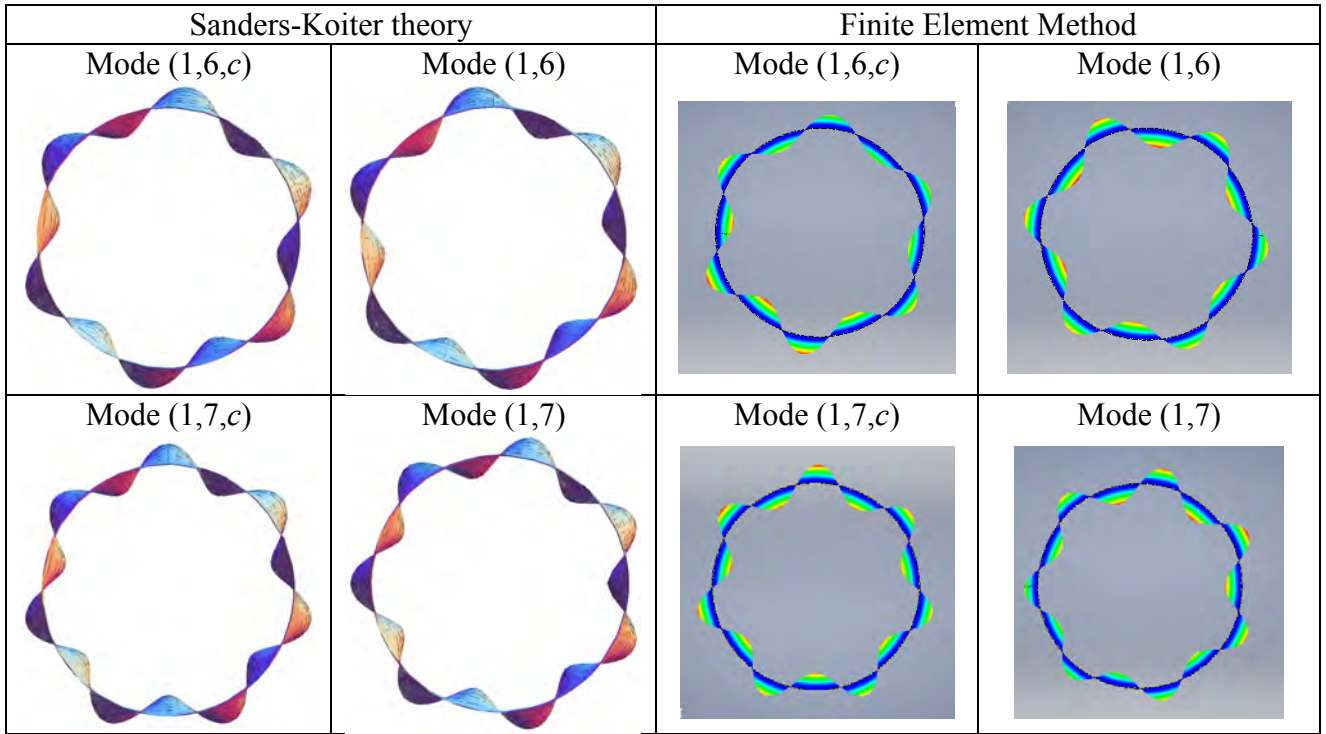 Sanders-Koiter theory
Finite Element Method
Mode (1,6,c)
Mode (1,6)
Mode (1,6,c)
Mode (1,6)
Mode (1,7,c)
Mode (1,7)
Mode (1,7,c)
Mode (1,7)